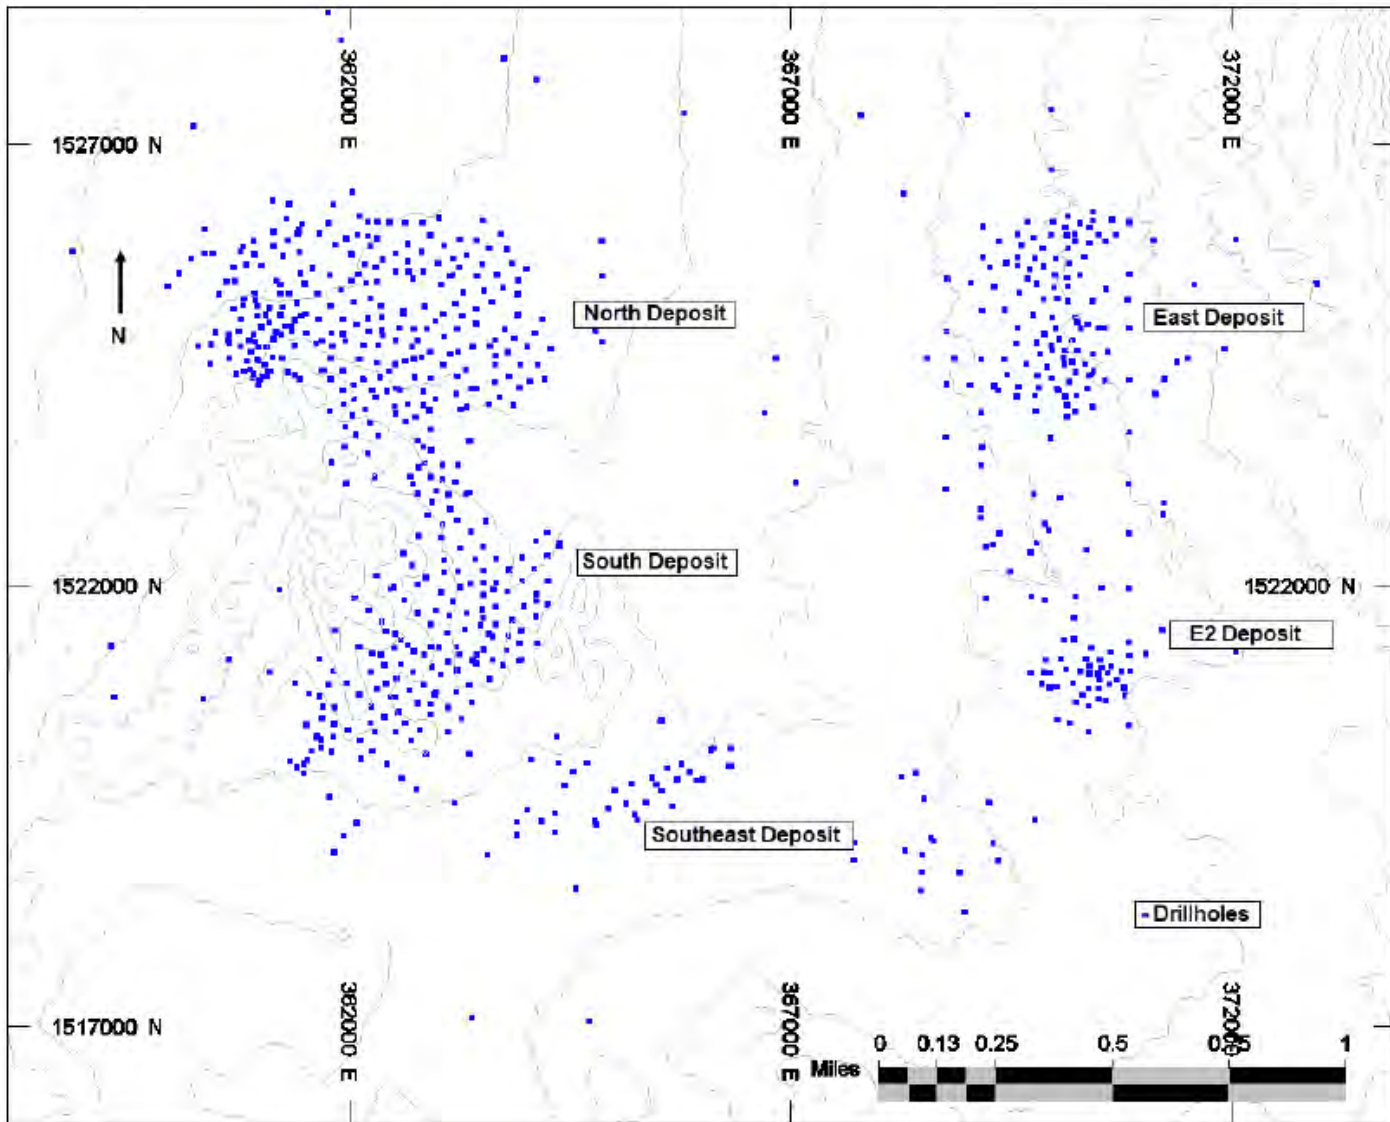 362000 E
367000 E
372000 E
1527000 N
N
North Deposit
East Deposit
South Deposit
1522000 N
1522000 N
E2 Deposit
Southeast Deposit
Drillholes
1517000 N
362000 E
367000 E
372000
0 0.13 0.25 0.5 1
Miles